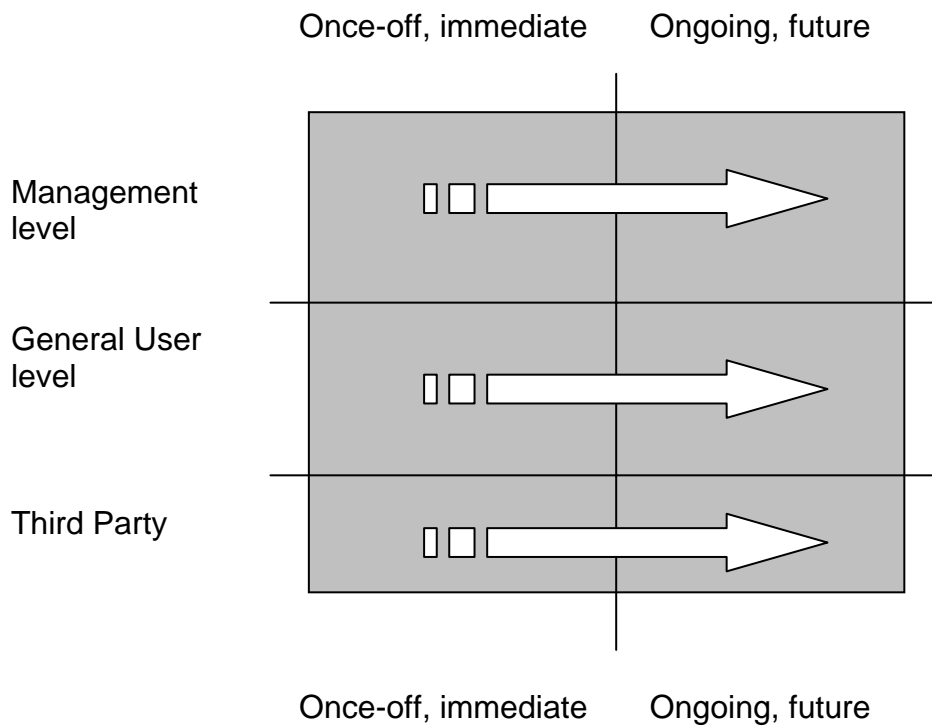 Once-off, immediate Ongoing, future
Management
level
General User
level
Third Party
Once-off, immediate Ongoing, future